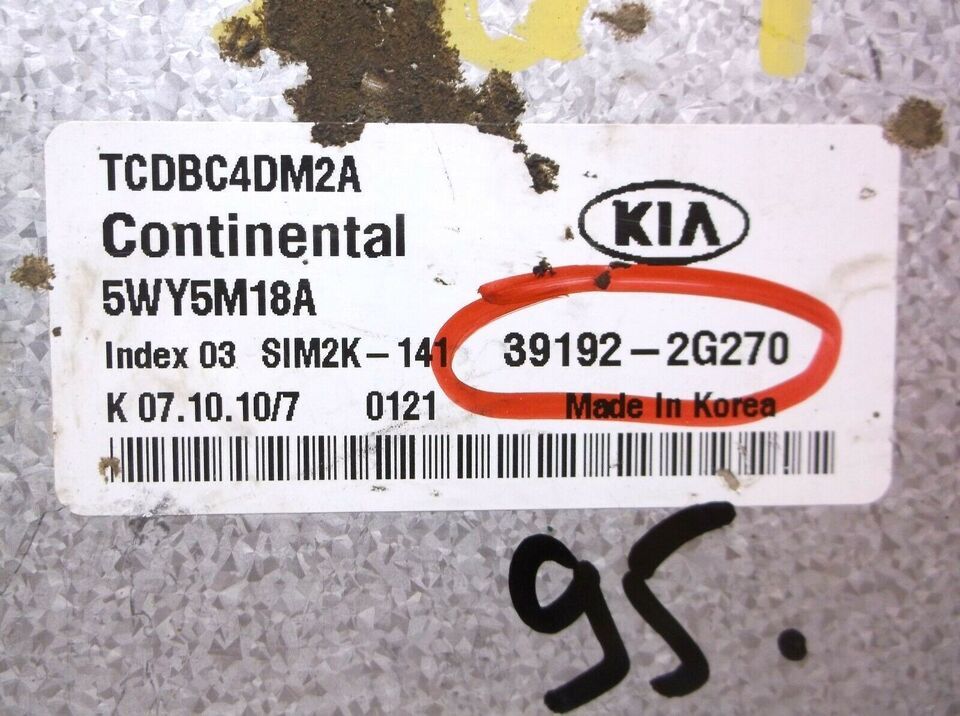 TCDBC4DM2A
Continental
KIA
5WY5M18A
Index 03 SIM2K-141 39192-2G270
K 07.10.10/7 0121 Made In Korea
95.